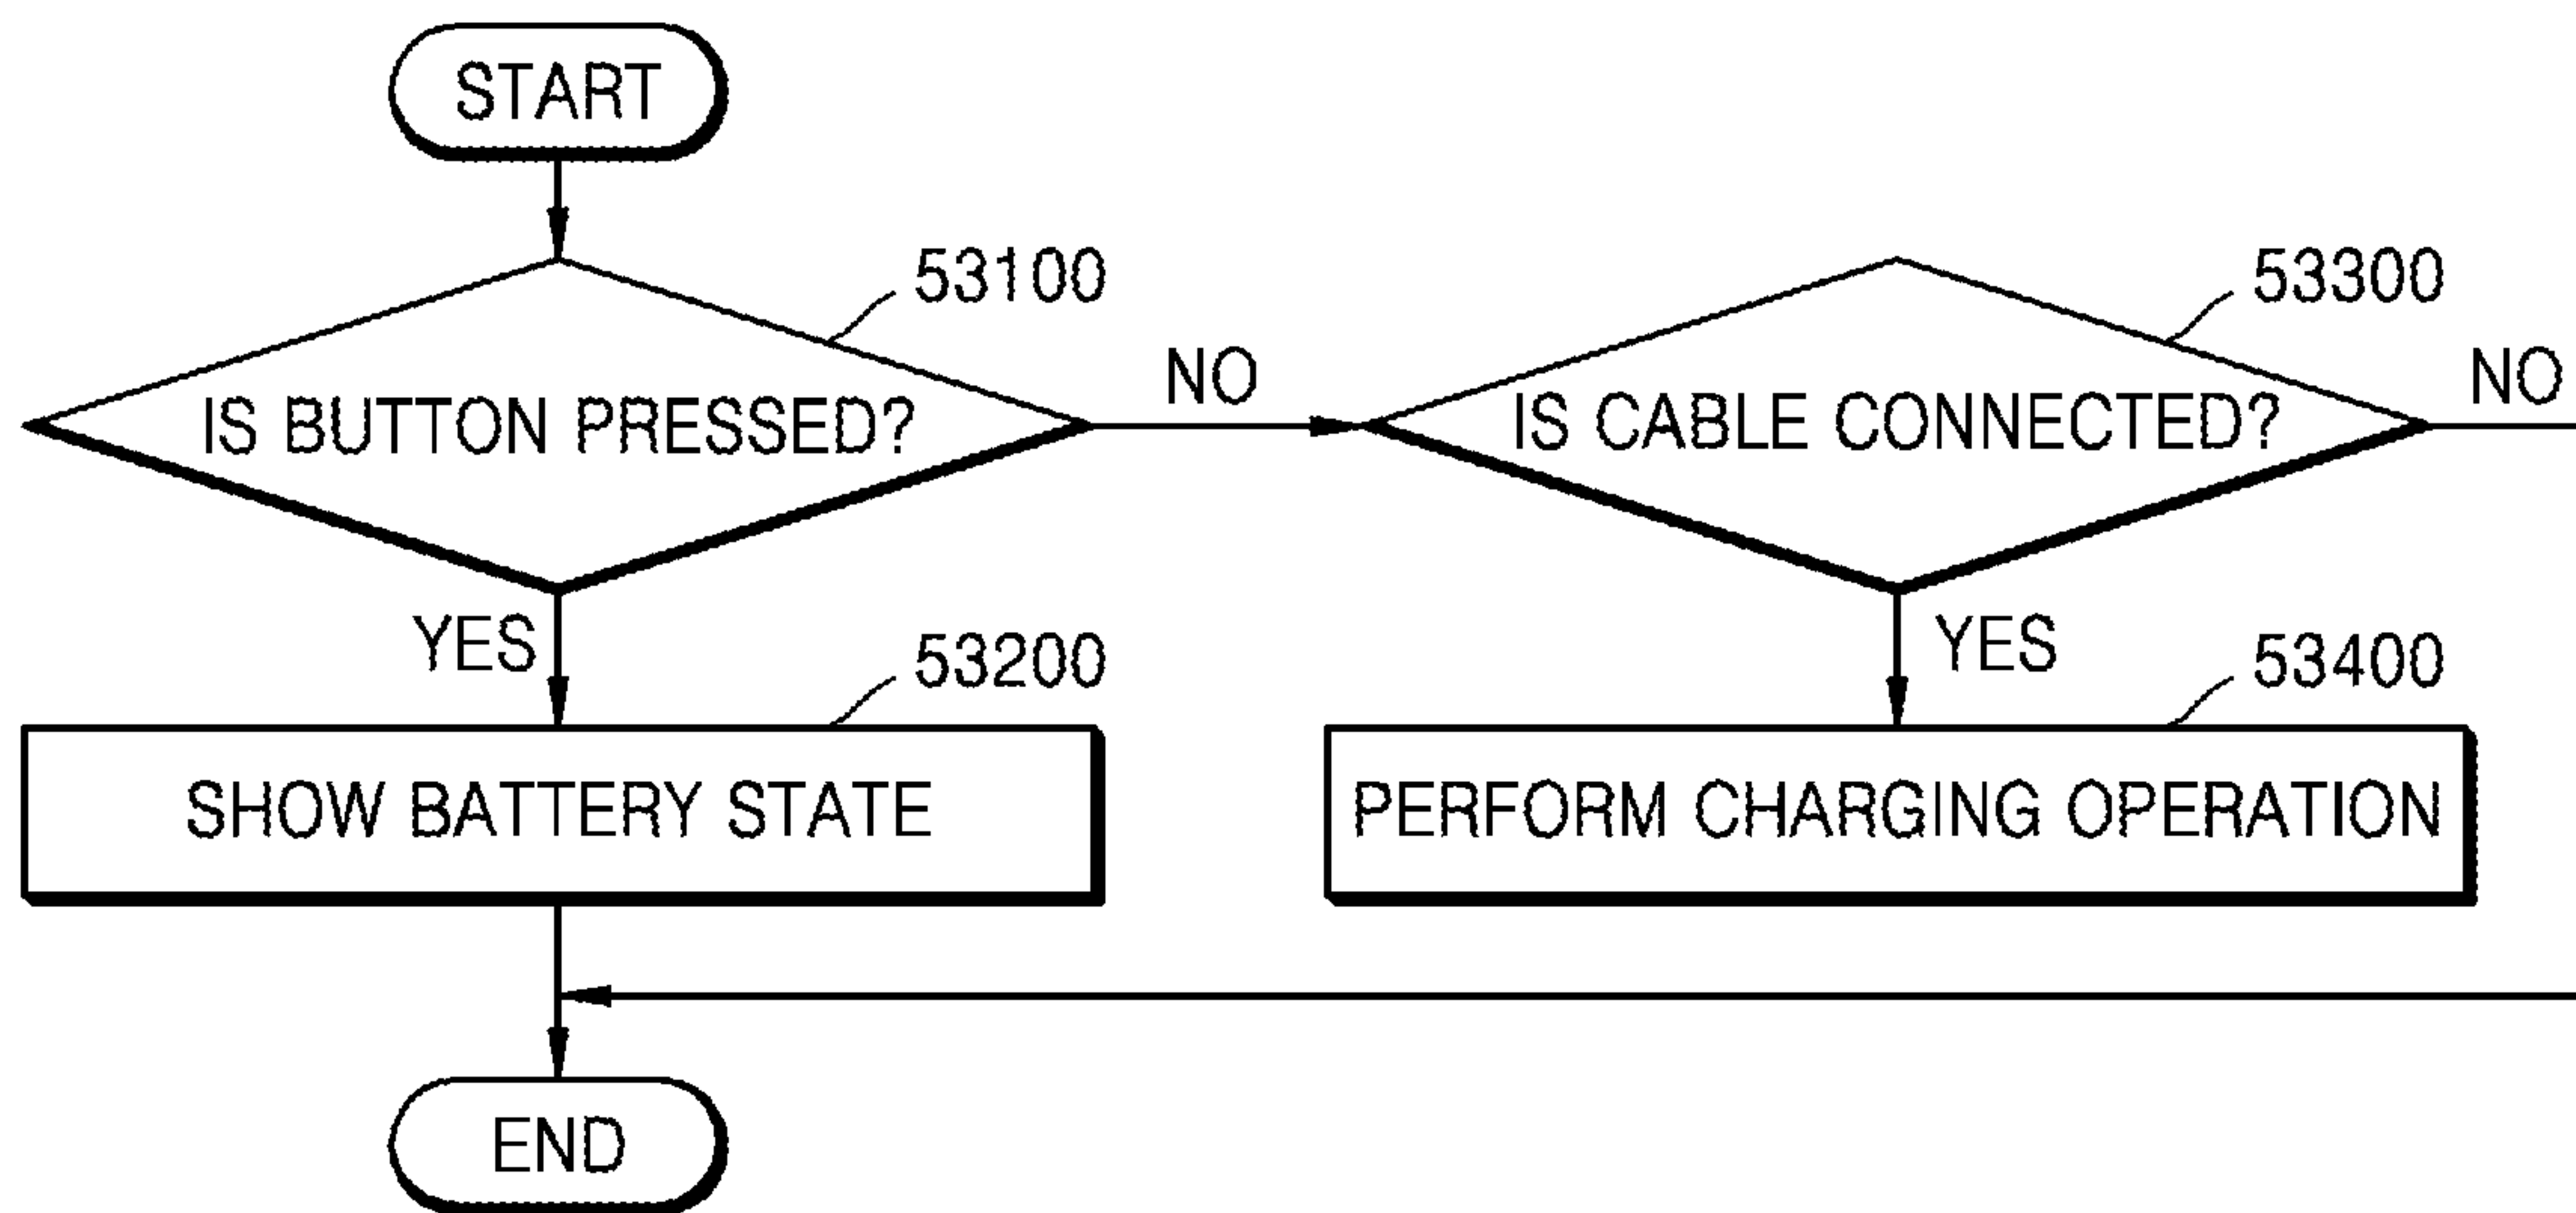 START
53100
IS BUTTON PRESSED?
NO
53300
IS CABLE CONNECTED?
NO
YES
53200
SHOW BATTERY STATE
YES
53400
PERFORM CHARGING OPERATION
END